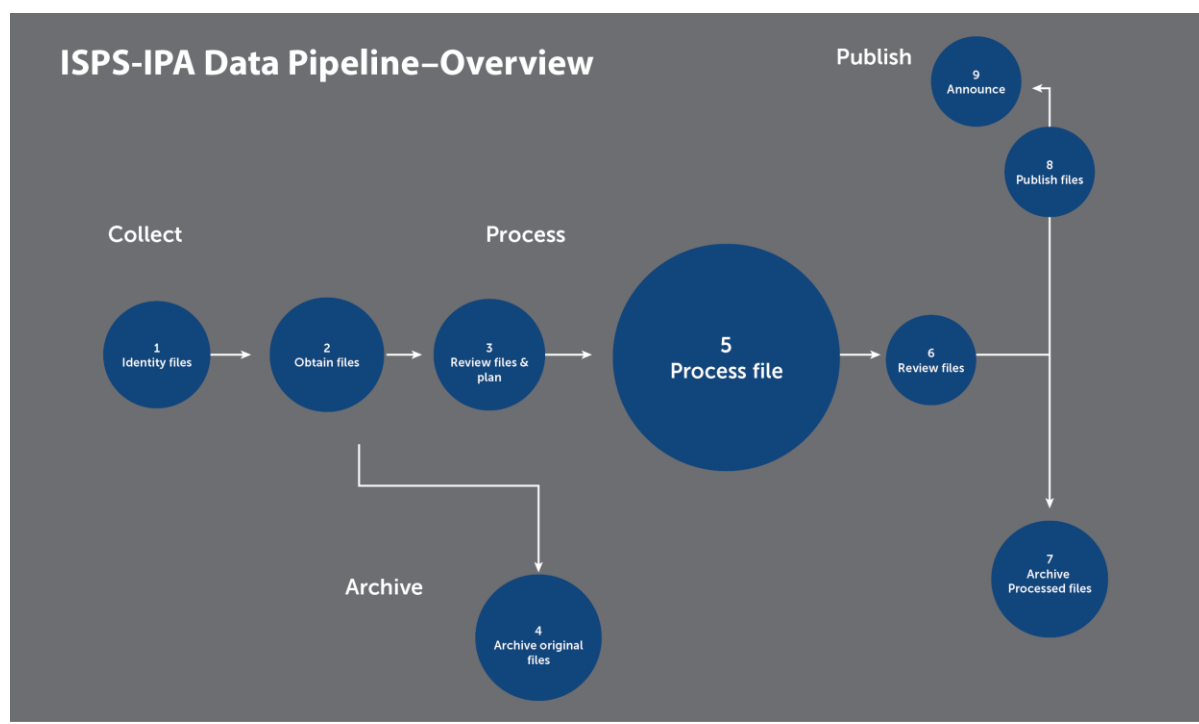 ISPS-IPA Data Pipeline–Overview
Publish
9
Announce
8
Publish files
Collect
Process
1
Identity files
2
Obtain files
3
Review files &
plan
5
Process file
6
Review files
Archive
4
Archive original
files
7
Archive
Processed files